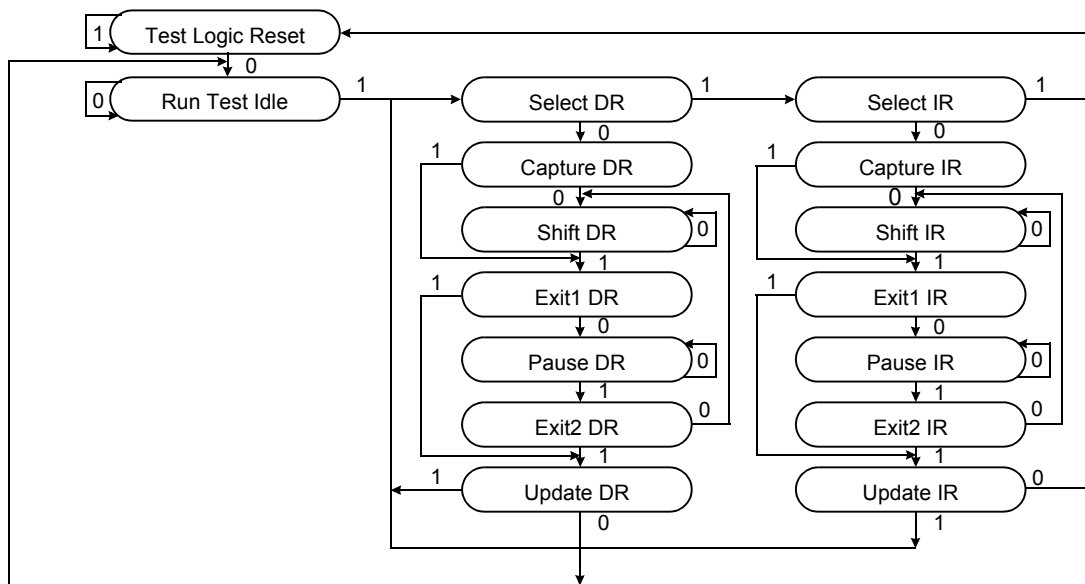 1 Test Logic Reset
0
0 Run Test Idle 1 Select DR 1 Select IR 1
0 0
1 Capture DR 1 Capture IR
0 0
Shift DR 0 Shift IR 0
1 1
1 Exit1 DR 1 Exit1 IR
0 0
Pause DR 0 Pause IR 0
1 1
Exit2 DR 0 Exit2 IR 0
1 1
1 Update DR Update IR 0
0 1